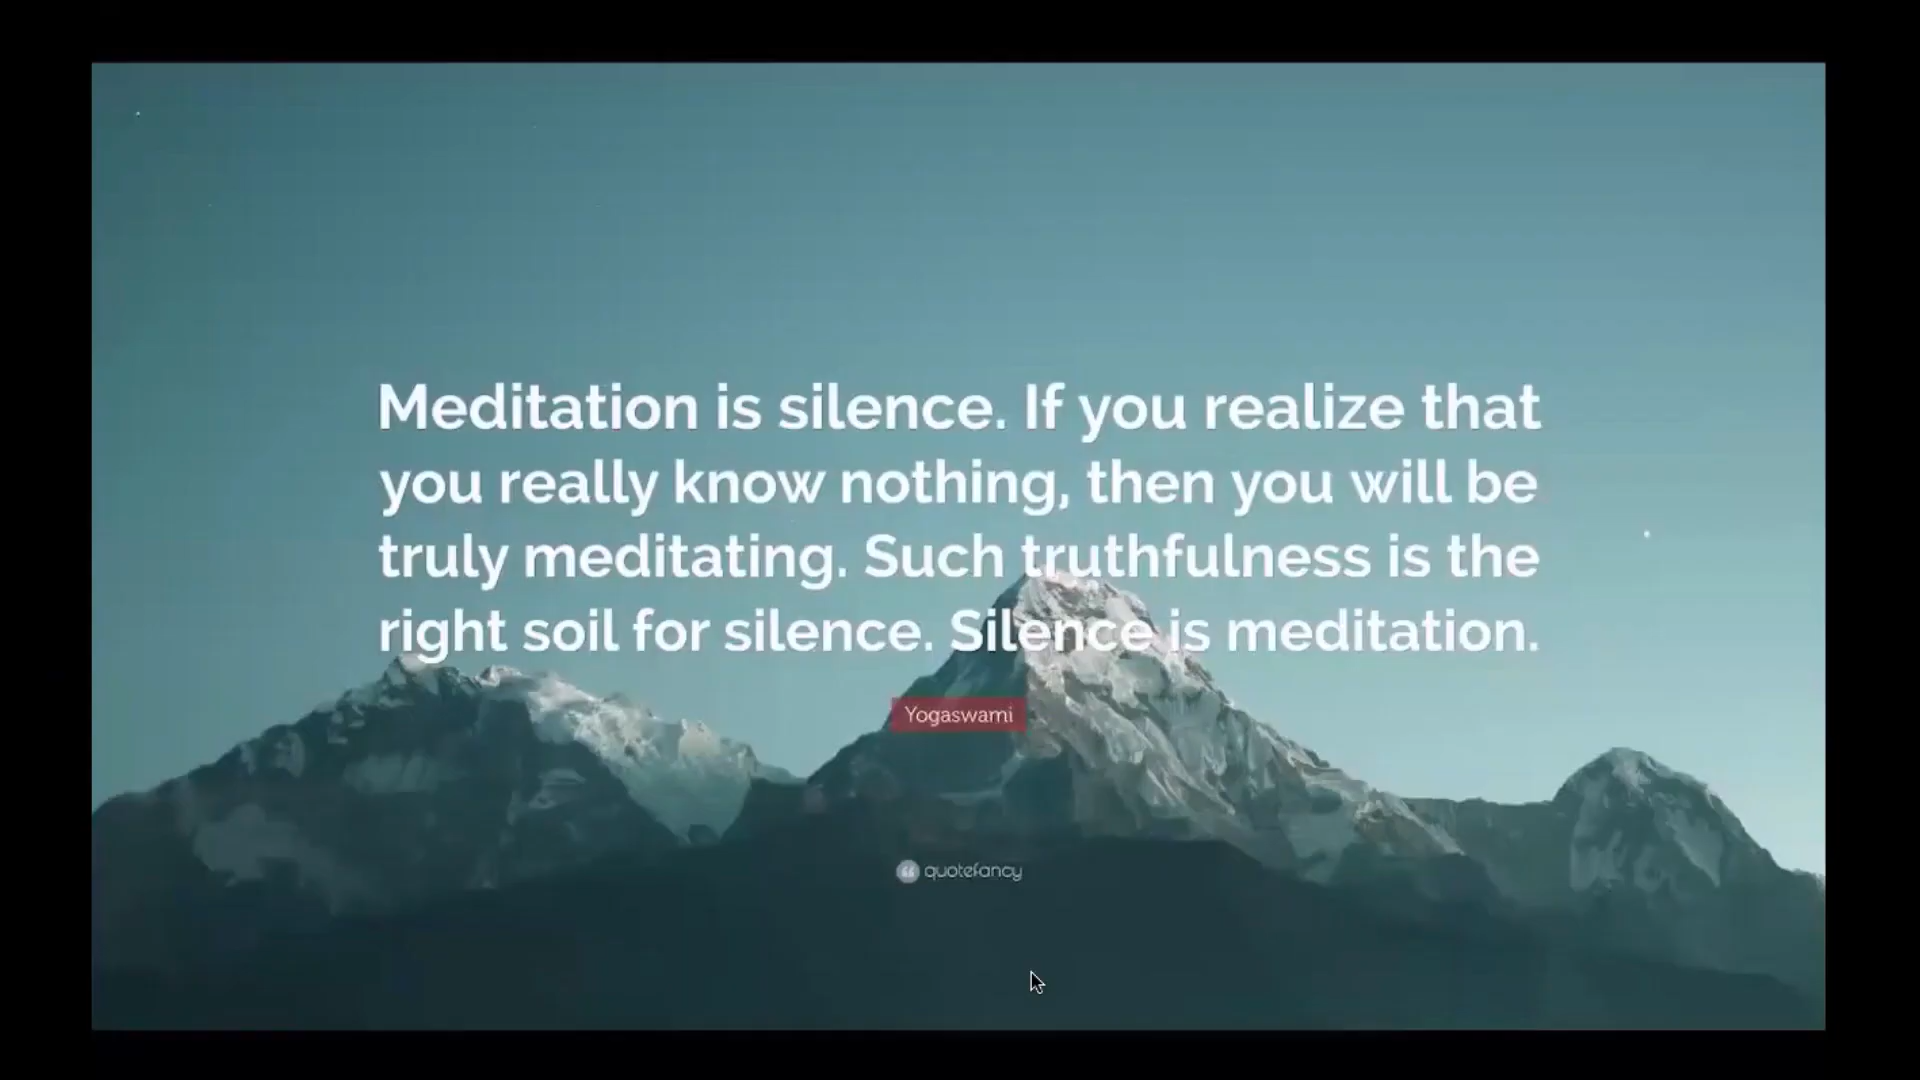 Meditation is silence. If you realize that
you really know nothing, then you will be
truly meditating. Such truthfulness is the
right soil for silence. Silence is meditation.
Yogaswami
quotefancy